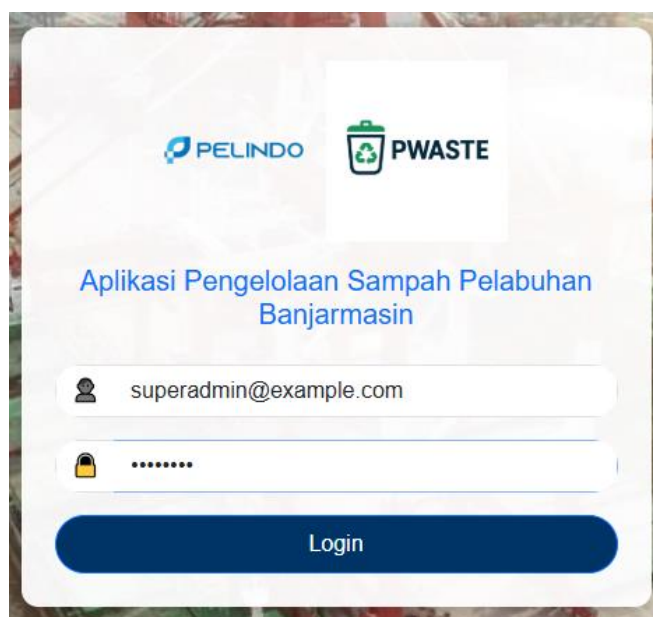 PELINDO
PWASTE
Aplikasi Pengelolaan Sampah Pelabuhan
Banjarmasin
superadmin@example.com
••••••••
Login